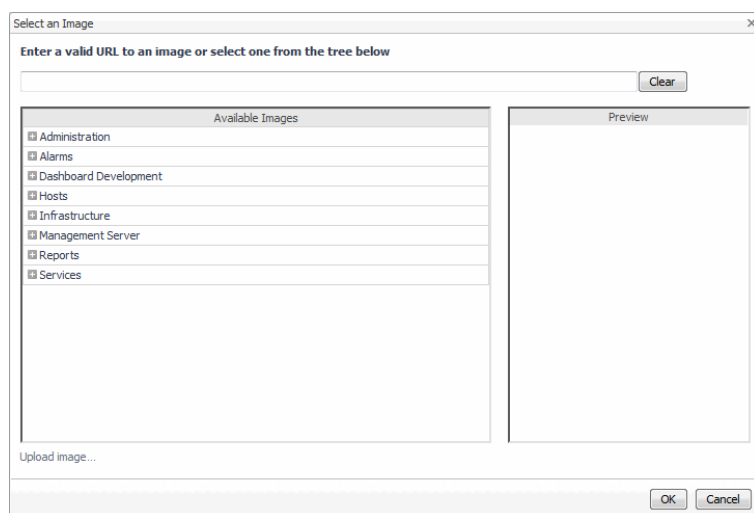 Select an Image
Enter a valid URL to an image or select one from the tree below
Clear
Available Images
Preview
Administration
Alarms
Dashboard Development
Hosts
Infrastructure
Management Server
Reports
Services
Upload image...
OK
Cancel